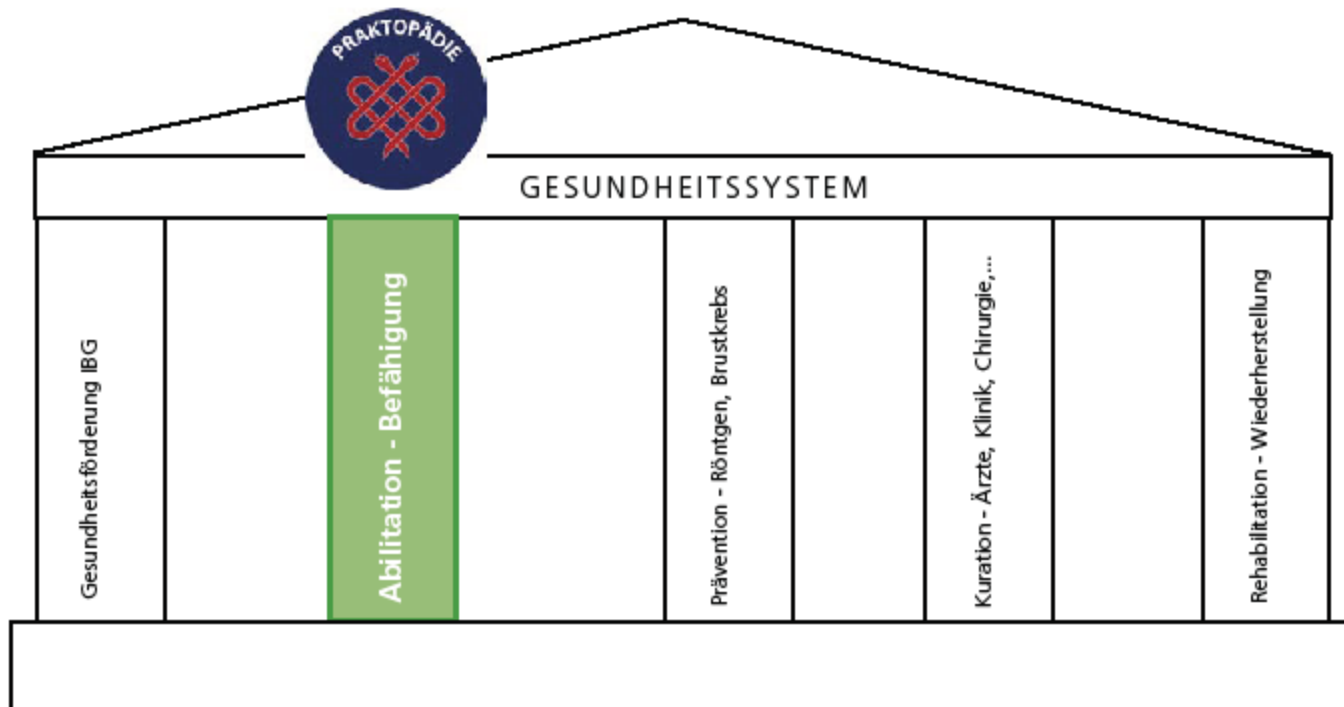 PRAKTOPÄDIE
GESUNDHEITSSYSTEM
Gesundheitsförderung IBG
Abilitation - Befähigung
Prävention - Röntgen, Brustkrebs
Kuration - Ärzte, Klinik, Chirurgie,...
Rehabilitation - Wiederherstellung